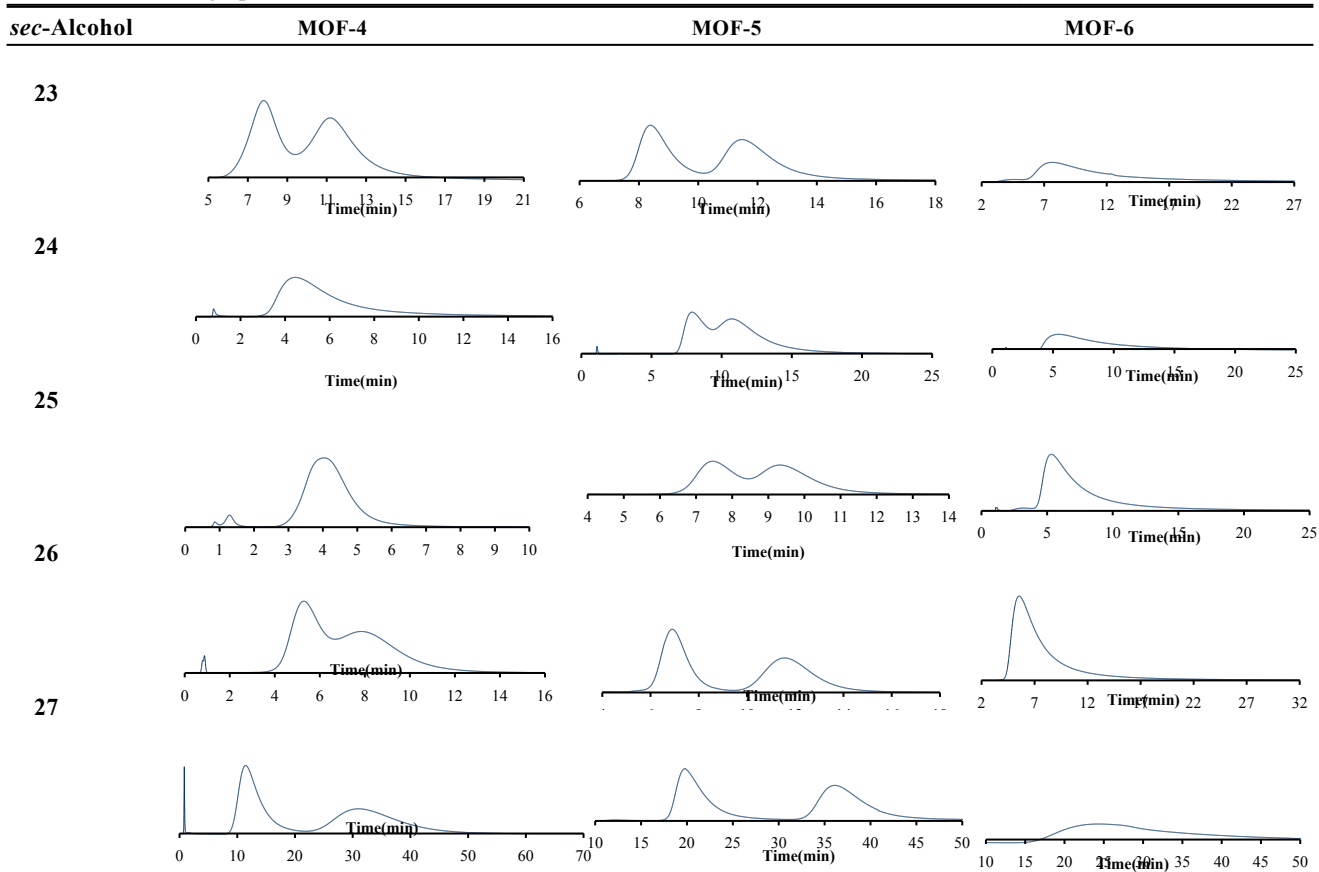 sec-Alcohol MOF-4 MOF-5 MOF-6
23
5 7 9 11 13 15 17 19 21
Time(min)
6 8 10 12 14 16 18
Time(min)
2 7 12 17 22 27
Time(min)
24
0 2 4 6 8 10 12 14 16
Time(min)
0 5 10 15 20 25
Time(min)
0 5 10 15 20 25
Time(min)
25
0 1 2 3 4 5 6 7 8 9 10
4 5 6 7 8 9 10 11 12 13 14
Time(min)
0 5 10 15 20 25
Time(min)
26
Time(min)
0 2 4 6 8 10 12 14 16
Time(min)
2 7 12 17 22 27 32
Time(min)
27
Time(min)
0 10 20 30 40 50 60 70
10 15 20 25 30 35 40 45 50
Time(min)
10 15 20 25 30 35 40 45 50
Time(min)